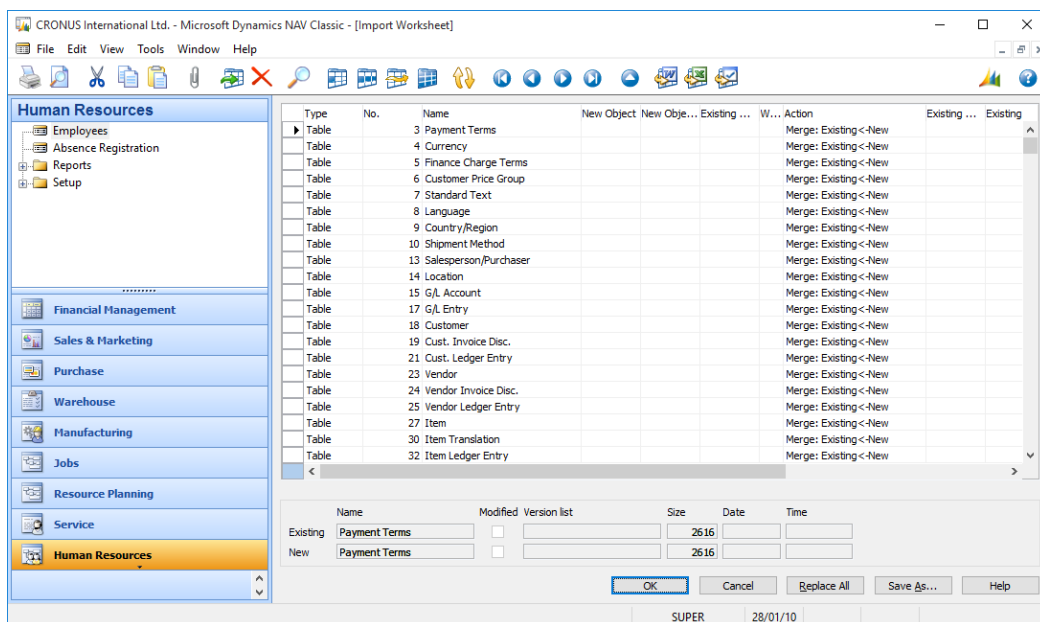 CRONUS International Ltd. - Microsoft Dynamics NAV Classic - [Import Worksheet]
File Edit View Tools Window Help
Human Resources
Employees
Absence Registration
Reports
Setup
Financial Management
Sales & Marketing
Purchase
Warehouse
Manufacturing
Jobs
Resource Planning
Service
Human Resources
Type No. Name New Object New Obje... Existing ... W... Action Existing ... Existing
Table 3 Payment Terms Merge: Existing<-New
Table 4 Currency Merge: Existing<-New
Table 5 Finance Charge Terms Merge: Existing<-New
Table 6 Customer Price Group Merge: Existing<-New
Table 7 Standard Text Merge: Existing<-New
Table 8 Language Merge: Existing<-New
Table 9 Country/Region Merge: Existing<-New
Table 10 Shipment Method Merge: Existing<-New
Table 13 Salesperson/Purchaser Merge: Existing<-New
Table 14 Location Merge: Existing<-New
Table 15 G/L Account Merge: Existing<-New
Table 17 G/L Entry Merge: Existing<-New
Table 18 Customer Merge: Existing<-New
Table 19 Cust. Invoice Disc. Merge: Existing<-New
Table 21 Cust. Ledger Entry Merge: Existing<-New
Table 23 Vendor Merge: Existing<-New
Table 24 Vendor Invoice Disc. Merge: Existing<-New
Table 25 Vendor Ledger Entry Merge: Existing<-New
Table 27 Item Merge: Existing<-New
Table 30 Item Translation Merge: Existing<-New
Table 32 Item Ledger Entry Merge: Existing<-New
Name Modified Version list Size Date Time
Existing Payment Terms 2616
New Payment Terms 2616
OK Cancel Replace All Save As... Help
SUPER 28/01/10